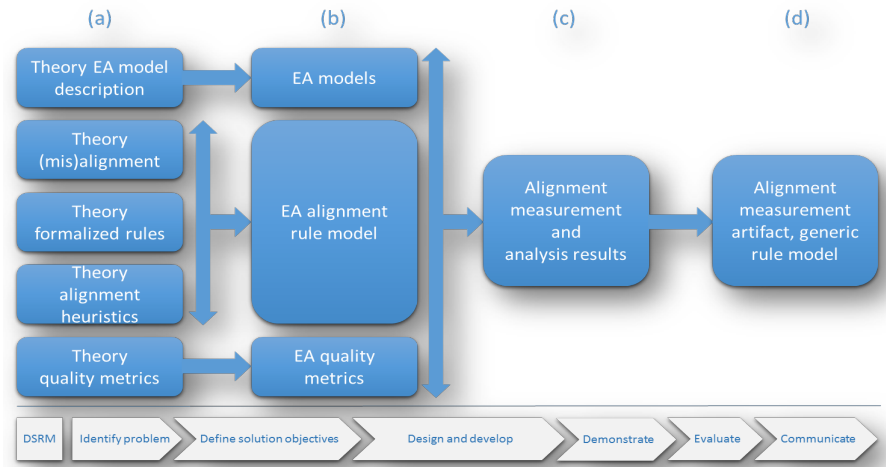 (a)
(b)
(c)
(d)
Theory EA model
description
EA models
Theory
(mis)alignment
Theory
formalized rules
Theory
alignment
heuristics
EA alignment
rule model
Alignment
measurement
and
analysis results
Alignment
measurement
artifact, generic
rule model
Theory
quality metrics
EA quality
metrics
DSRM
Identify problem
Define solution objectives
Design and develop
Demonstrate
Evaluate
Communicate